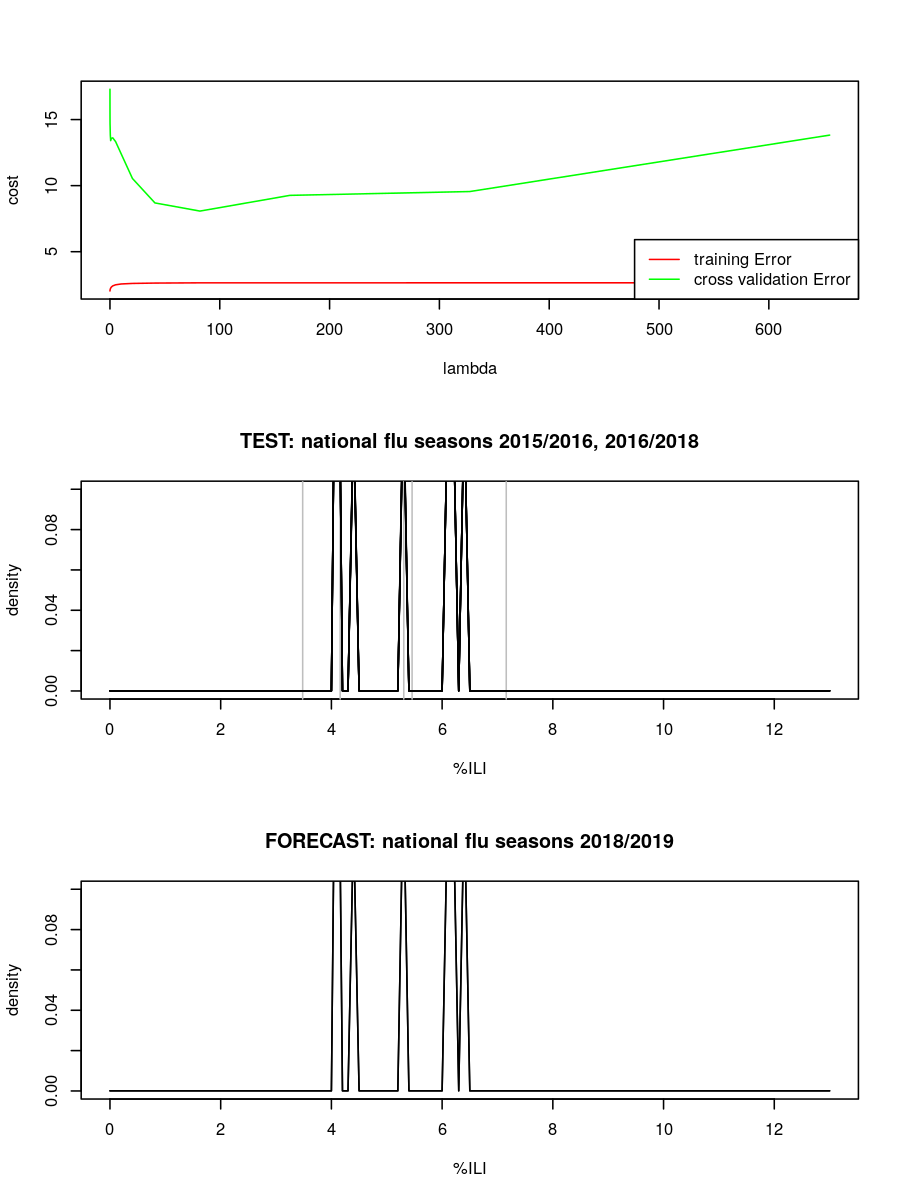 15
10
5
cost
training Error
cross validation Error
0 100 200 300 400 500 600
lambda
TEST: national flu seasons 2015/2016, 2016/2018
0.08
0.04
0.00
density
0 2 4 6 8 10 12
%ILI
FORECAST: national flu seasons 2018/2019
0.08
0.04
0.00
density
0 2 4 6 8 10 12
%ILI